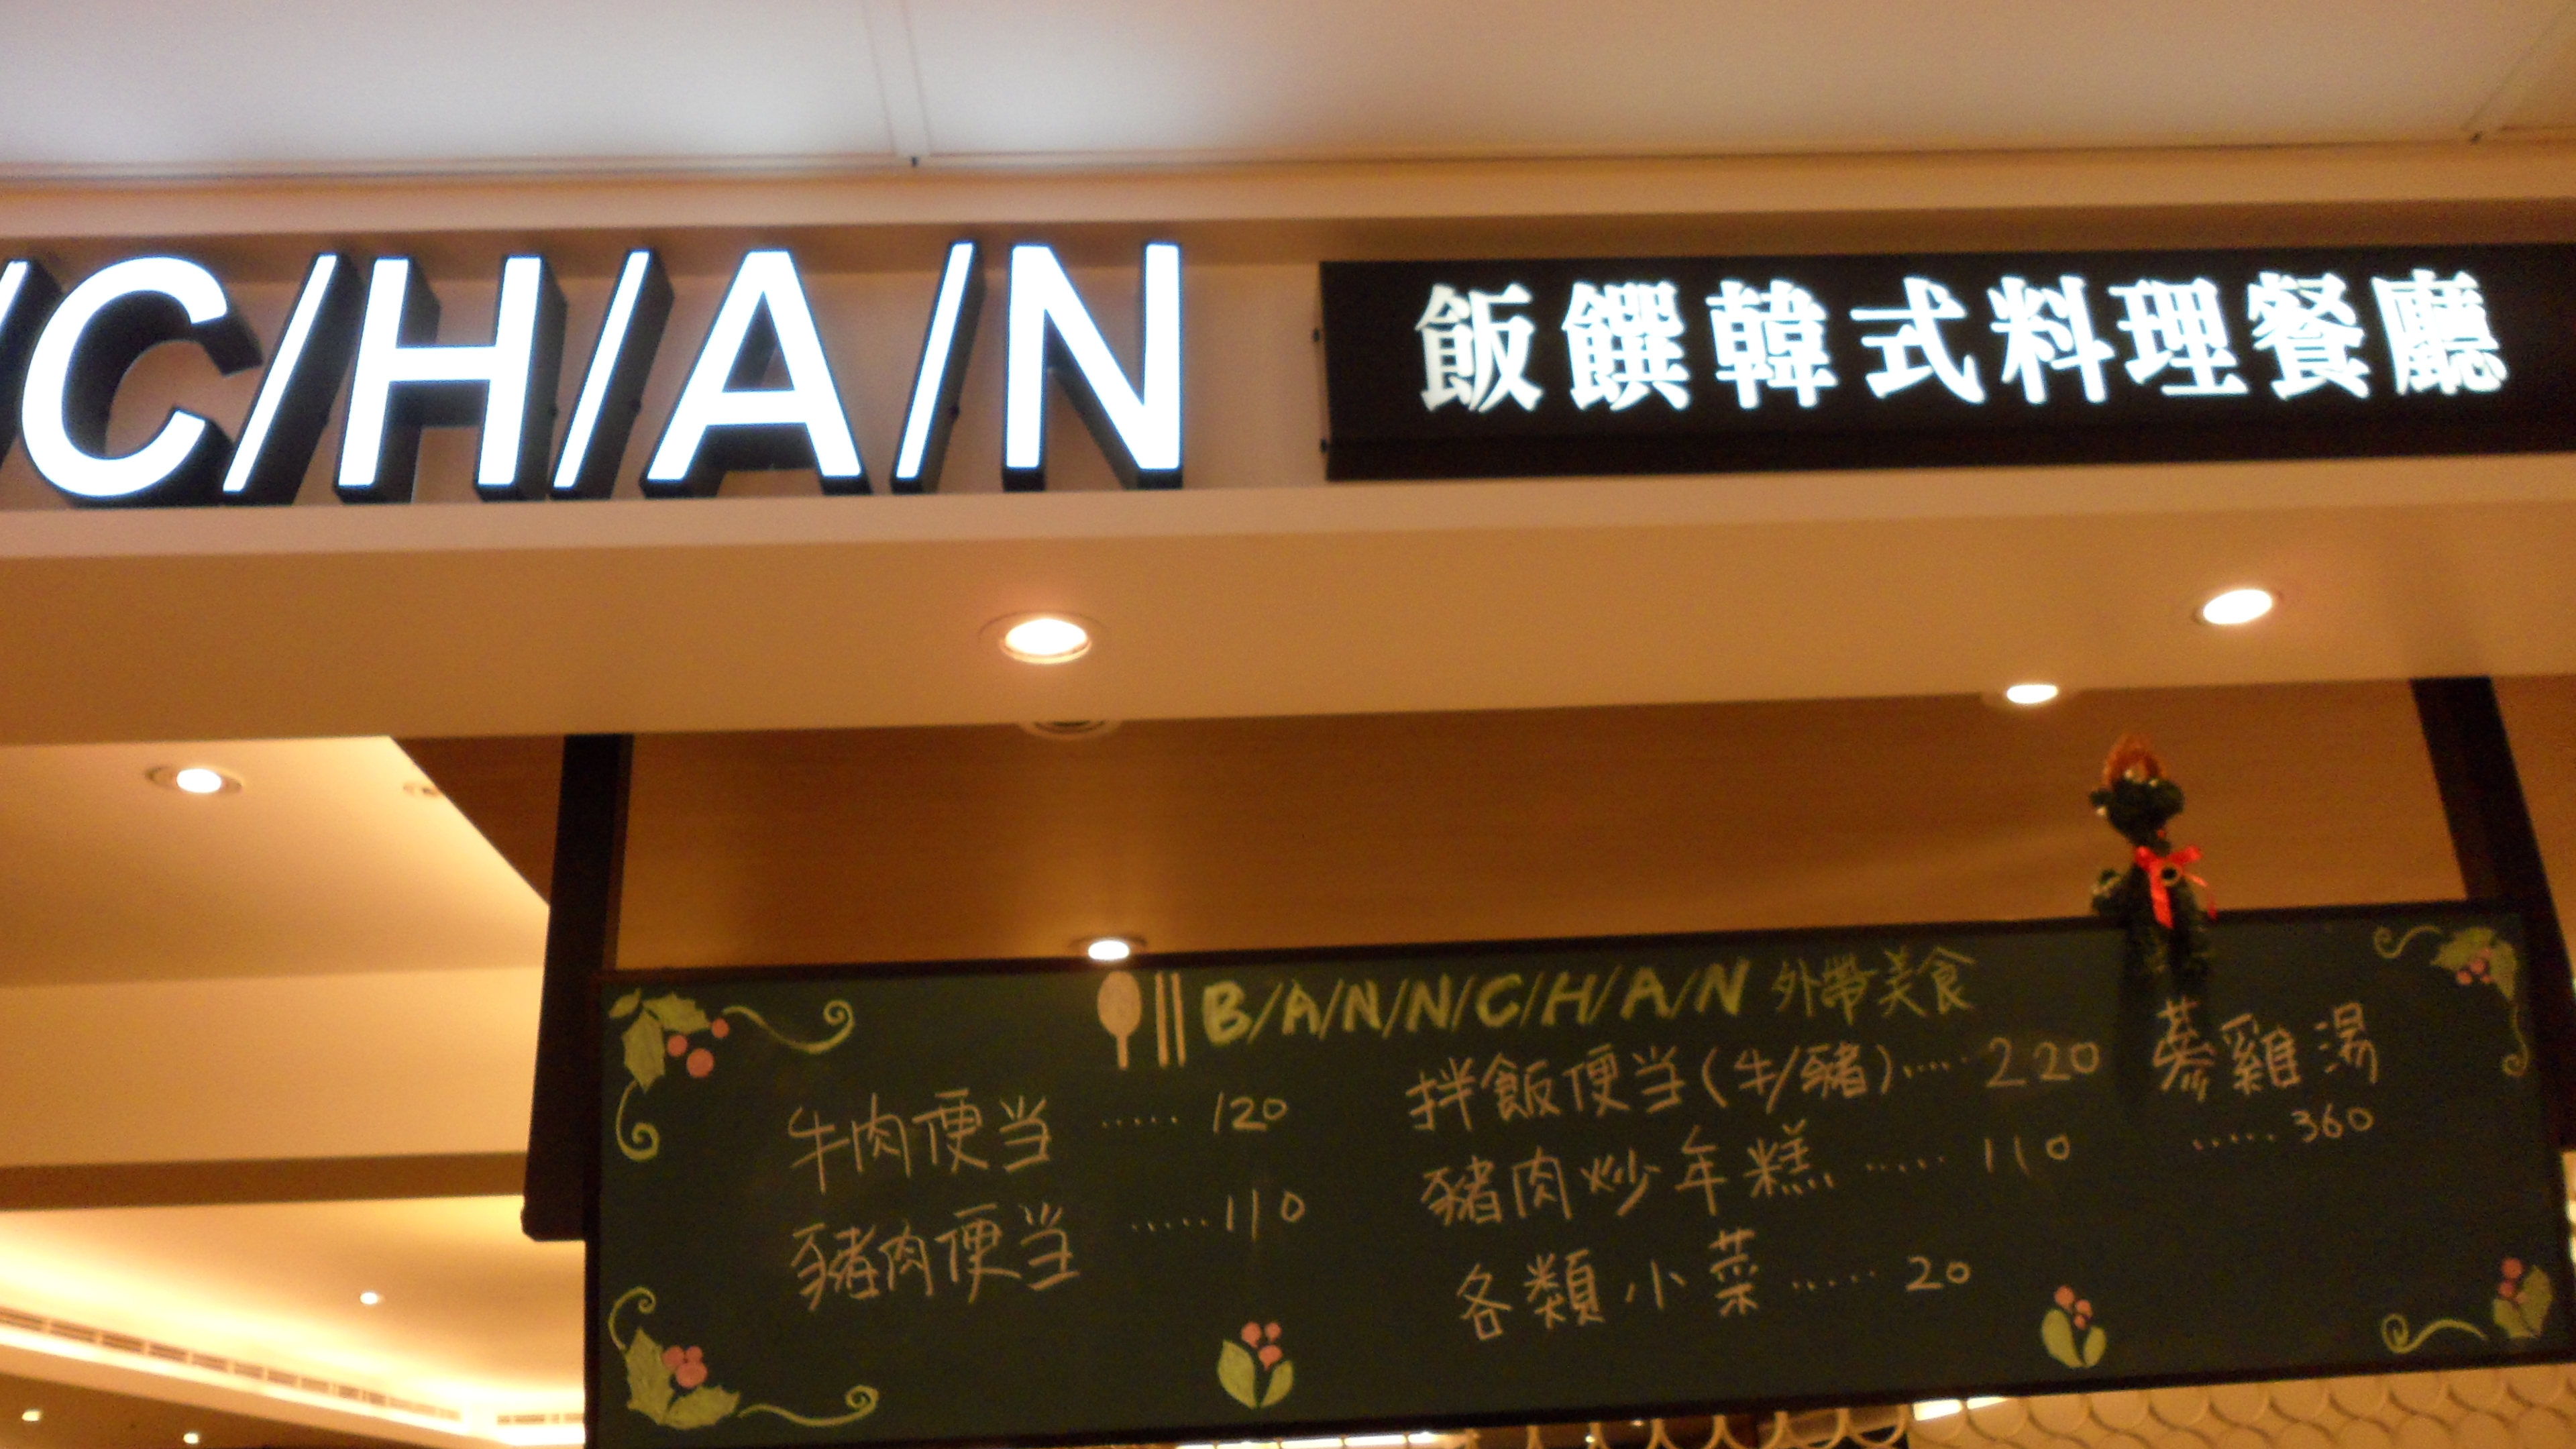 /C/H/A/N
飯饌韓式料理餐廳
B/A/N/N/C/H/A/N 外帶美食
牛肉便当 ..... 120
豬肉便当 .....110
拌飯便当(牛/豬)..... 220
豬肉炒年糕 ..... 110
各類小菜 ..... 20
蔘雞湯
..... 360